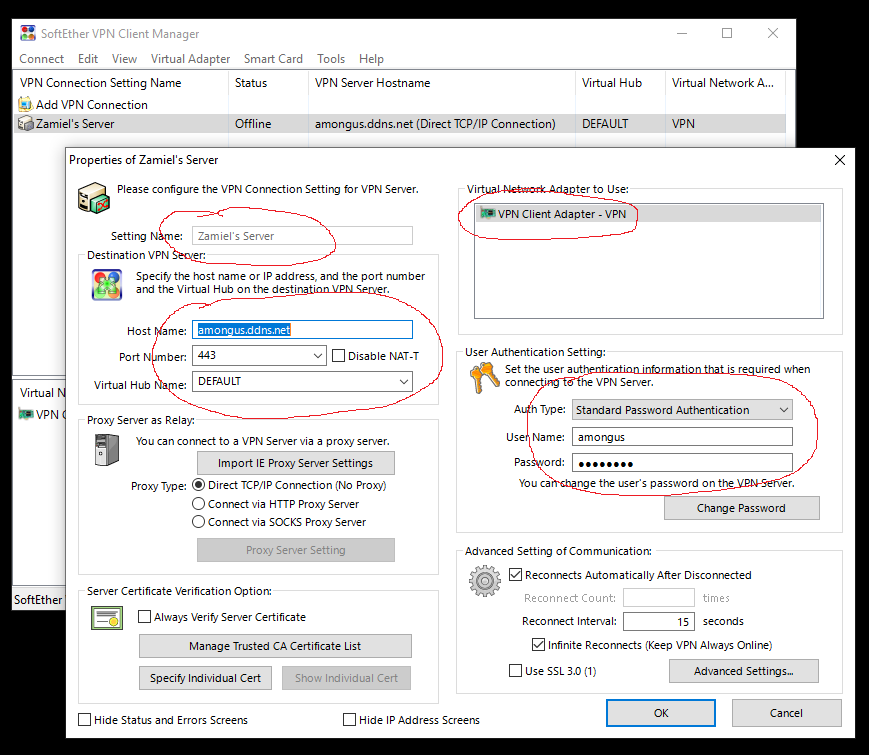 SoftEther VPN Client Manager
Connect Edit View Virtual Adapter Smart Card Tools Help
VPN Connection Setting Name Status VPN Server Hostname Virtual Hub Virtual Network A...
Add VPN Connection
Zamiel's Server Offline amongus.ddns.net (Direct TCP/IP Connection) DEFAULT VPN
Virtual N
VPN C
SoftEther
Properties of Zamiel's Server
Please configure the VPN Connection Setting for VPN Server.
Setting Name: Zamiel's Server
Destination VPN Server:
Specify the host name or IP address, and the port number
and the Virtual Hub on the destination VPN Server.
Host Name: amongus.ddns.net
Port Number: 443 Disable NAT-T
Virtual Hub Name: DEFAULT
Proxy Server as Relay:
You can connect to a VPN Server via a proxy server.
Import IE Proxy Server Settings
Proxy Type: Direct TCP/IP Connection (No Proxy)
Connect via HTTP Proxy Server
Connect via SOCKS Proxy Server
Proxy Server Setting
Server Certificate Verification Option:
Always Verify Server Certificate
Manage Trusted CA Certificate List
Specify Individual Cert Show Individual Cert
Hide Status and Errors Screens Hide IP Address Screens
Virtual Network Adapter to Use:
VPN Client Adapter - VPN
User Authentication Setting:
Set the user authentication information that is required when
connecting to the VPN Server.
Auth Type: Standard Password Authentication
User Name: amongus
Password: ●●●●●●●●
You can change the user's password on the VPN Server.
Change Password
Advanced Setting of Communication:
Reconnects Automatically After Disconnected
Reconnect Count: times
Reconnect Interval: 15 seconds
Infinite Reconnects (Keep VPN Always Online)
Use SSL 3.0 (1) Advanced Settings...
OK Cancel